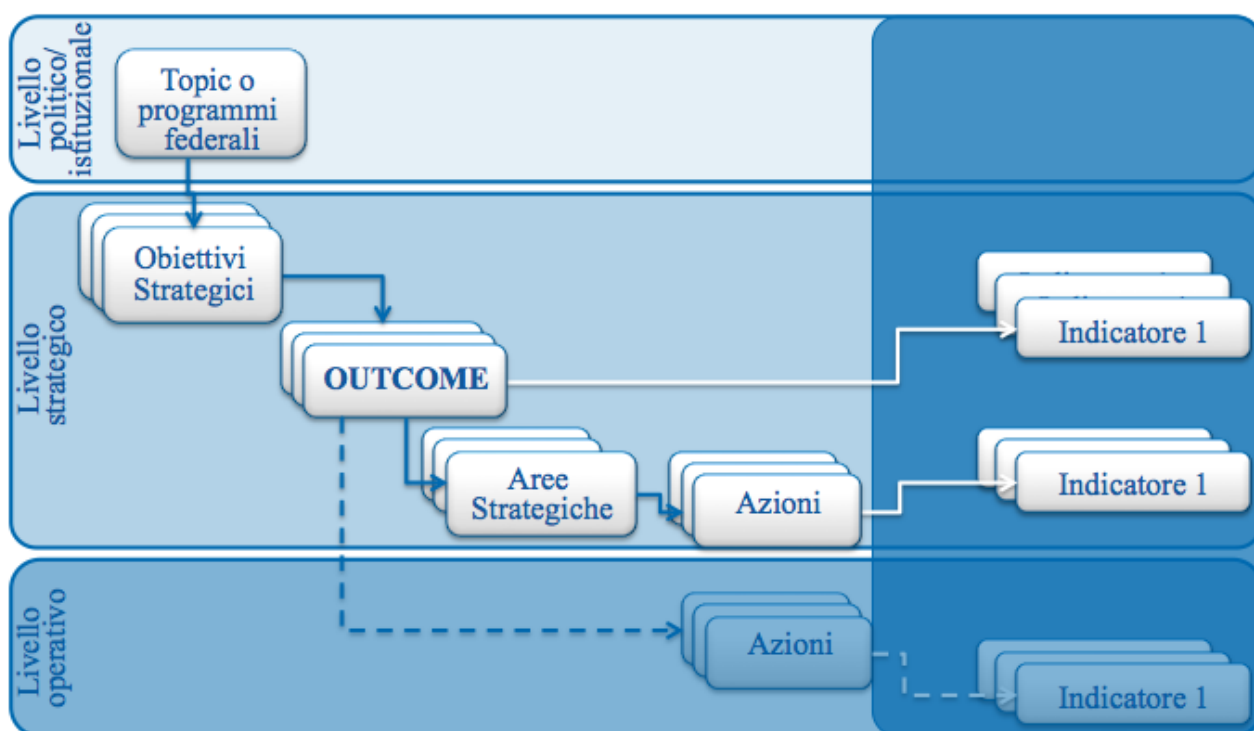 Livello
politico/
istituzionale
Topic o
programmi
federali
Livello
strategico
Obiettivi
Strategici
OUTCOME
Indicatore 1
Aree
Strategiche
Azioni
Indicatore 1
Livello
operativo
Azioni
Indicatore 1